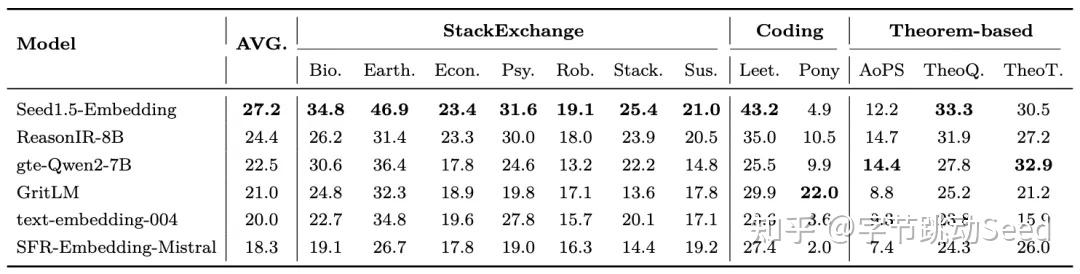 Model AVG. StackExchange Coding Theorem-based
Bio. Earth. Econ. Psy. Rob. Stack. Sus. Leet. Pony AoPS TheoQ. TheoT.
Seed1.5-Embedding 27.2 34.8 46.9 23.4 31.6 19.1 25.4 21.0 43.2 4.9 12.2 33.3 30.5
ReasonIR-8B 24.4 26.2 31.4 23.3 30.0 18.0 23.9 20.5 35.0 10.5 14.7 31.9 27.2
gte-Qwen2-7B 22.5 30.6 36.4 17.8 24.6 13.2 22.2 14.8 25.5 9.9 14.4 27.8 32.9
GritLM 21.0 24.8 32.3 18.9 19.8 17.1 13.6 17.8 29.9 22.0 8.8 25.2 21.2
text-embedding-004 20.0 22.7 34.8 19.6 27.8 15.7 20.1 17.1 3.6 23.8 15.9
SFR-Embedding-Mistral 18.3 19.1 26.7 17.8 19.0 16.3 14.4 19.2 27.4 2.0 7.4 24.3 26.0
知乎 @字节跳动Seed